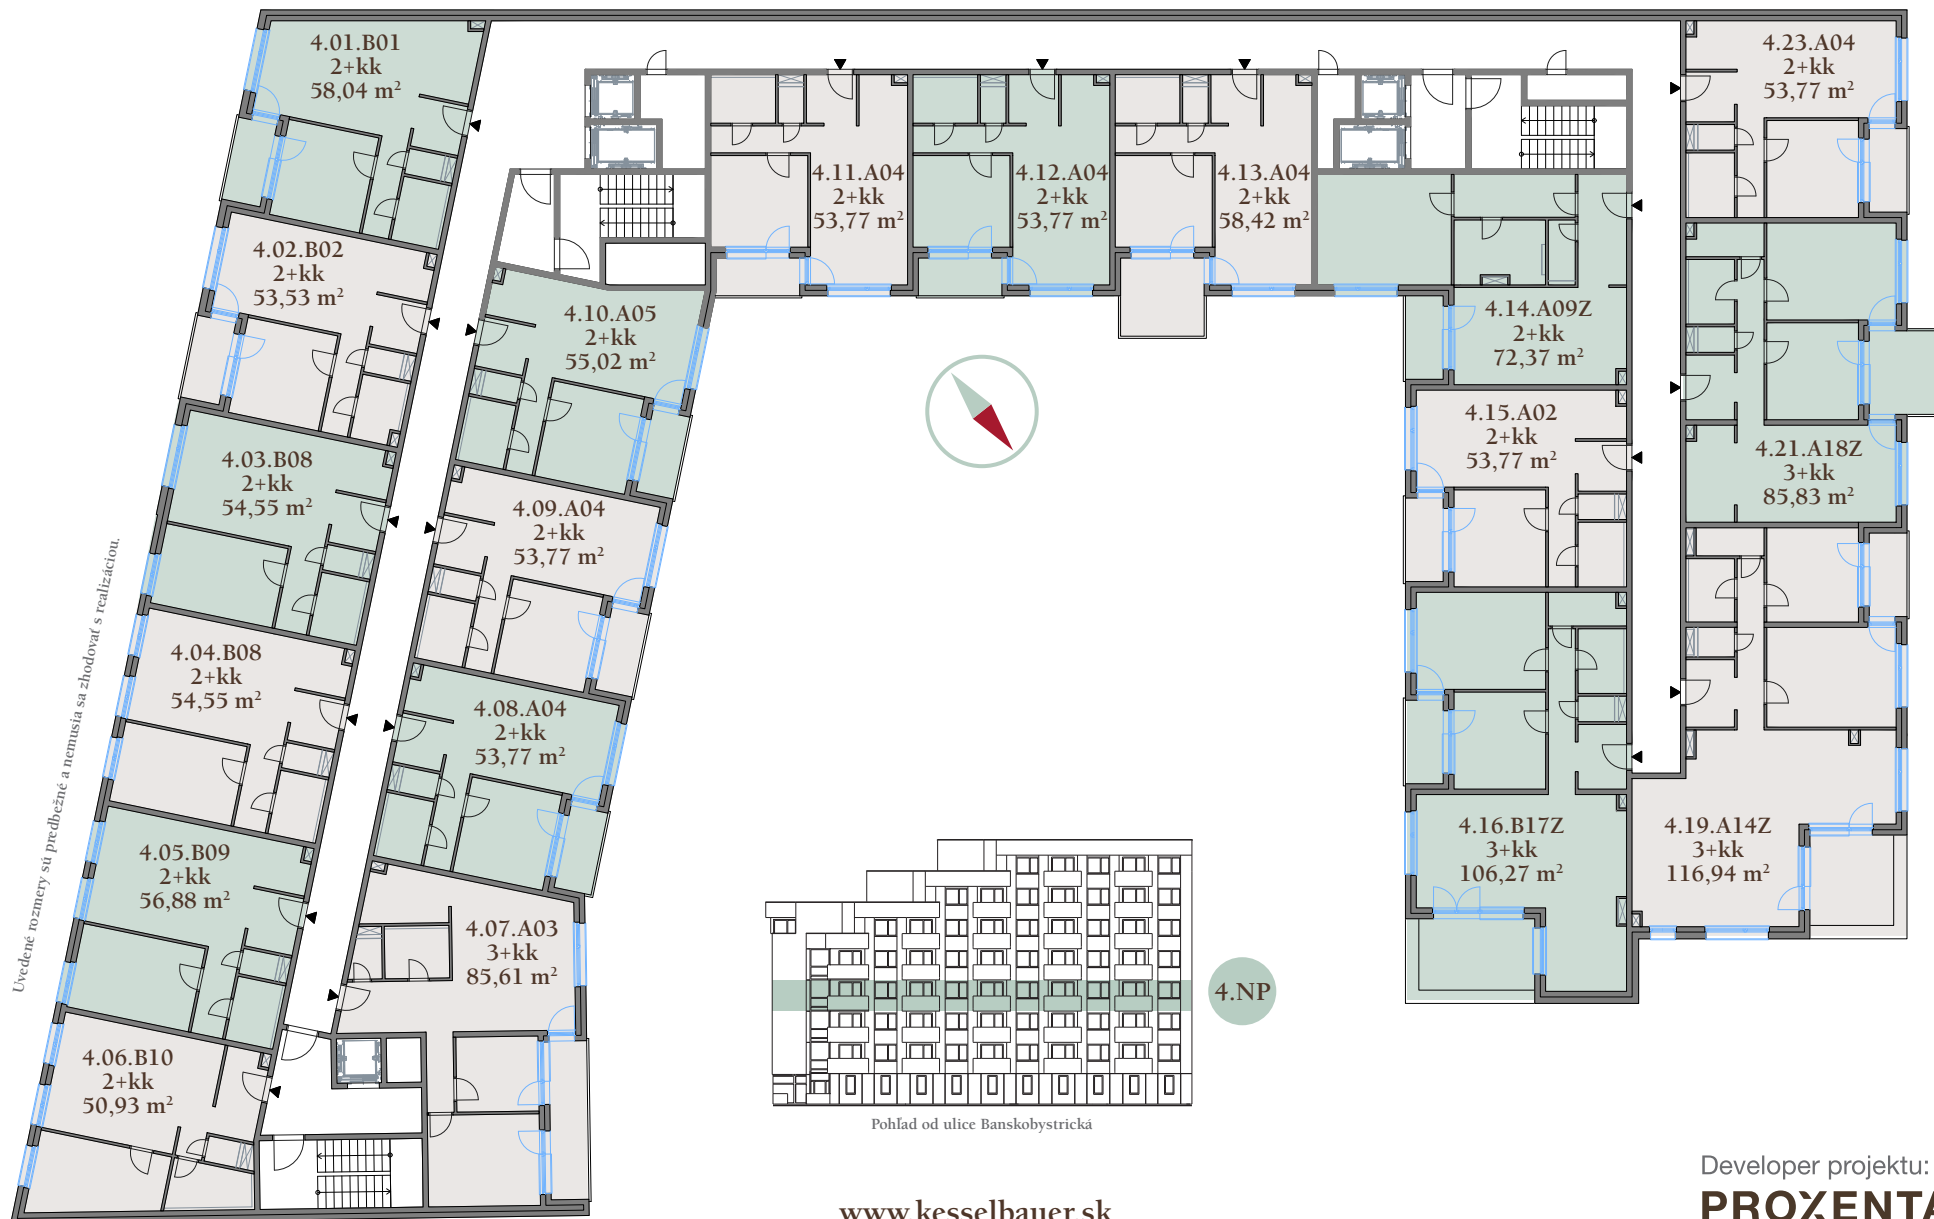 4.01.B01
2+kk
58,04 m²
4.02.B02
2+kk
53,53 m²
4.03.B08
2+kk
54,55 m²
4.04.B08
2+kk
54,55 m²
4.05.B09
2+kk
56,88 m²
4.06.B10
2+kk
50,93 m²
4.07.A03
3+kk
85,61 m²
4.08.A04
2+kk
53,77 m²
4.09.A04
2+kk
53,77 m²
4.10.A05
2+kk
55,02 m²
4.11.A04
2+kk
53,77 m²
4.12.A04
2+kk
53,77 m²
4.13.A04
2+kk
58,42 m²
4.14.A09Z
2+kk
72,37 m²
4.15.A02
2+kk
53,77 m²
4.16.B17Z
3+kk
106,27 m²
4.19.A14Z
3+kk
116,94 m²
4.21.A18Z
3+kk
85,83 m²
4.23.A04
2+kk
53,77 m²
Uvedené rozmery sú predbežné a nemusia sa zhodovať s realizáciou.
4.NP
Pohľad od ulice Banskobystrická
www.kesselbauer.sk
Developer projektu:
PROXENTA